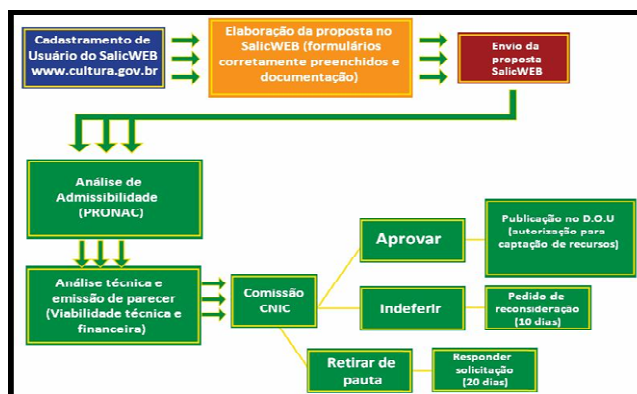 Cadastramento de
Usuário do SalicWEB
www.cultura.gov.br
Elaboração da proposta no
SalicWEB (formulários
corretamente preenchidos e
documentação)
Envio da
proposta
SalicWEB
Análise de
Admissibilidade
(PRONAC)
Análise técnica e
emissão de parecer
(Viabilidade técnica e
financeira)
Comissão
CNIC
Aprovar
Publicação no D.O.U
(autorização para
captação de recursos)
Indeferir
Pedido de
reconsideração
(10 dias)
Retirar de
pauta
Responder
solicitação
(20 dias)